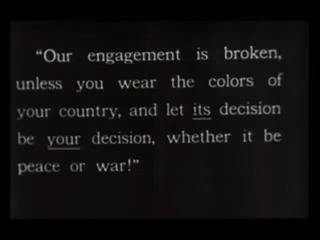 “Our engagement is broken,
unless you wear the colors of
your country, and let its decision
be your decision, whether it be
peace or war!”